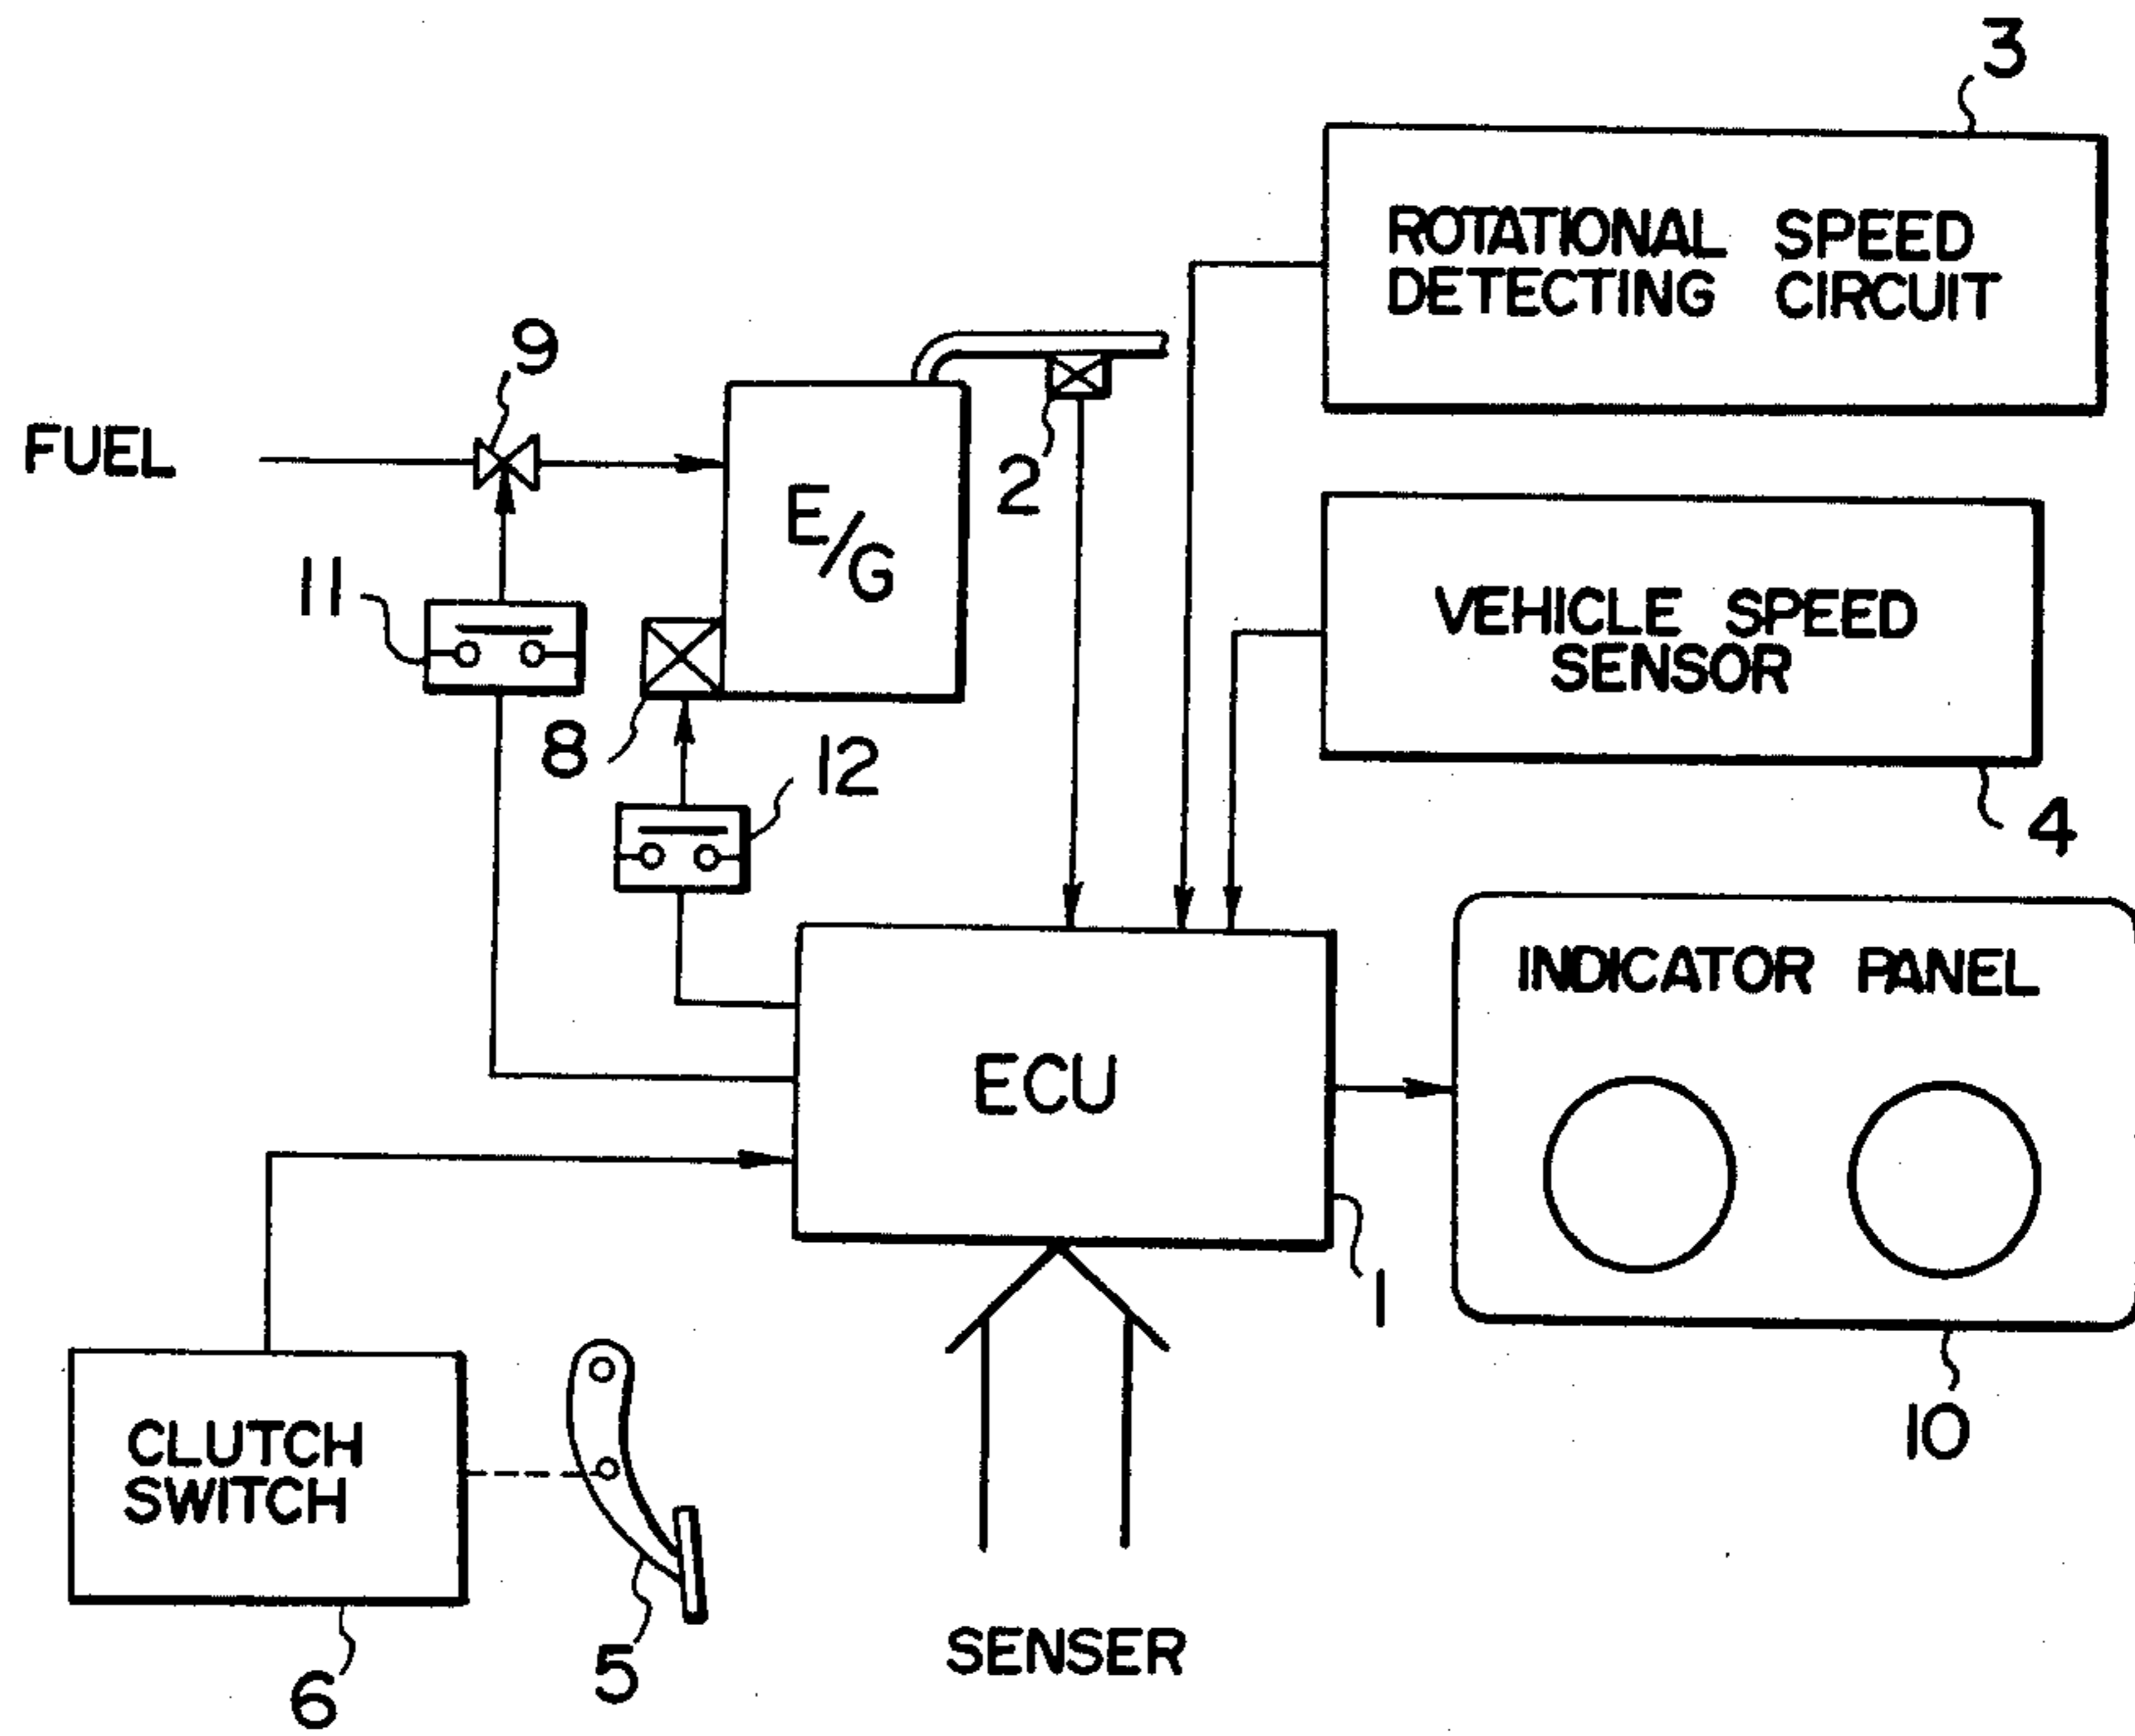 3
ROTATIONAL SPEED
DETECTING CIRCUIT
9
FUEL
2
E/G
11
VEHICLE SPEED
SENSOR
8
12
4
INDICATOR PANEL
ECU
1
10
CLUTCH
SWITCH
5
SENSER
6